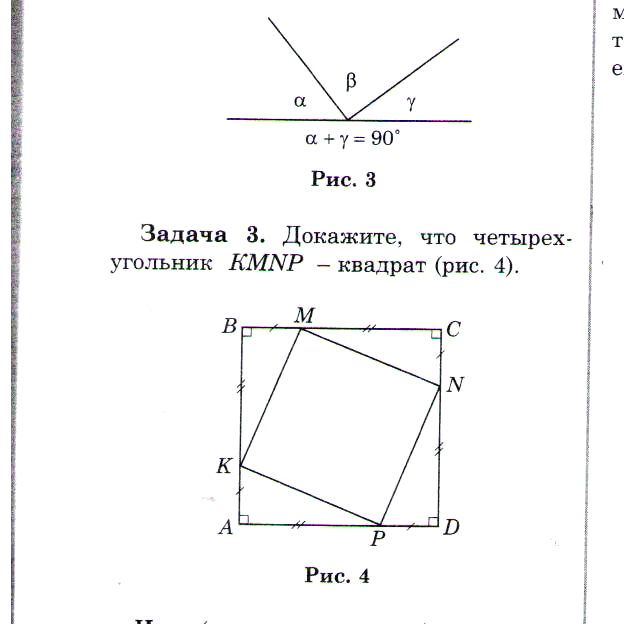 α
β
γ
α + γ = 90°
Рис. 3
Задача 3. Докажите, что четырех-
угольник KMNP – квадрат (рис. 4).
B M C
N
K
A P D
Рис. 4
м
т
е